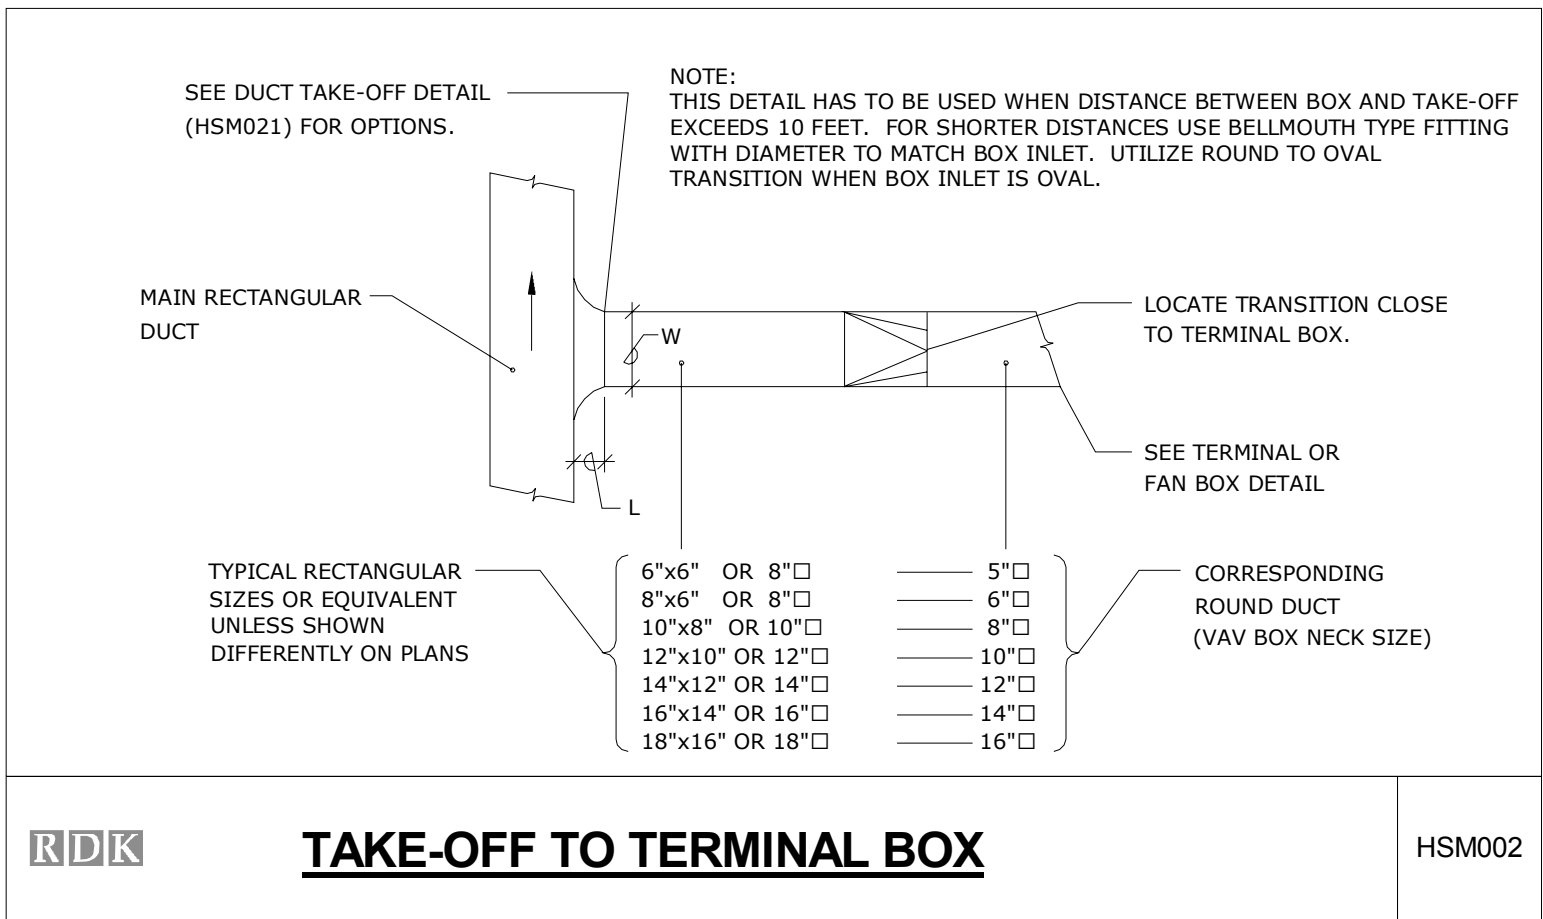 SEE DUCT TAKE-OFF DETAIL
(HSM021) FOR OPTIONS.
NOTE:
THIS DETAIL HAS TO BE USED WHEN DISTANCE BETWEEN BOX AND TAKE-OFF
EXCEEDS 10 FEET.  FOR SHORTER DISTANCES USE BELLMOUTH TYPE FITTING
WITH DIAMETER TO MATCH BOX INLET.  UTILIZE ROUND TO OVAL
TRANSITION WHEN BOX INLET IS OVAL.
MAIN RECTANGULAR
DUCT
W
LOCATE TRANSITION CLOSE
TO TERMINAL BOX.
SEE TERMINAL OR
FAN BOX DETAIL
L
TYPICAL RECTANGULAR
SIZES OR EQUIVALENT
UNLESS SHOWN
DIFFERENTLY ON PLANS
6"x6" OR 8"□ 5"□
8"x6" OR 8"□ 6"□
10"x8" OR 10"□ 8"□
12"x10" OR 12"□ 10"□
14"x12" OR 14"□ 12"□
16"x14" OR 16"□ 14"□
18"x16" OR 18"□ 16"□
CORRESPONDING
ROUND DUCT
(VAV BOX NECK SIZE)
RDK
TAKE-OFF TO TERMINAL BOX
HSM002